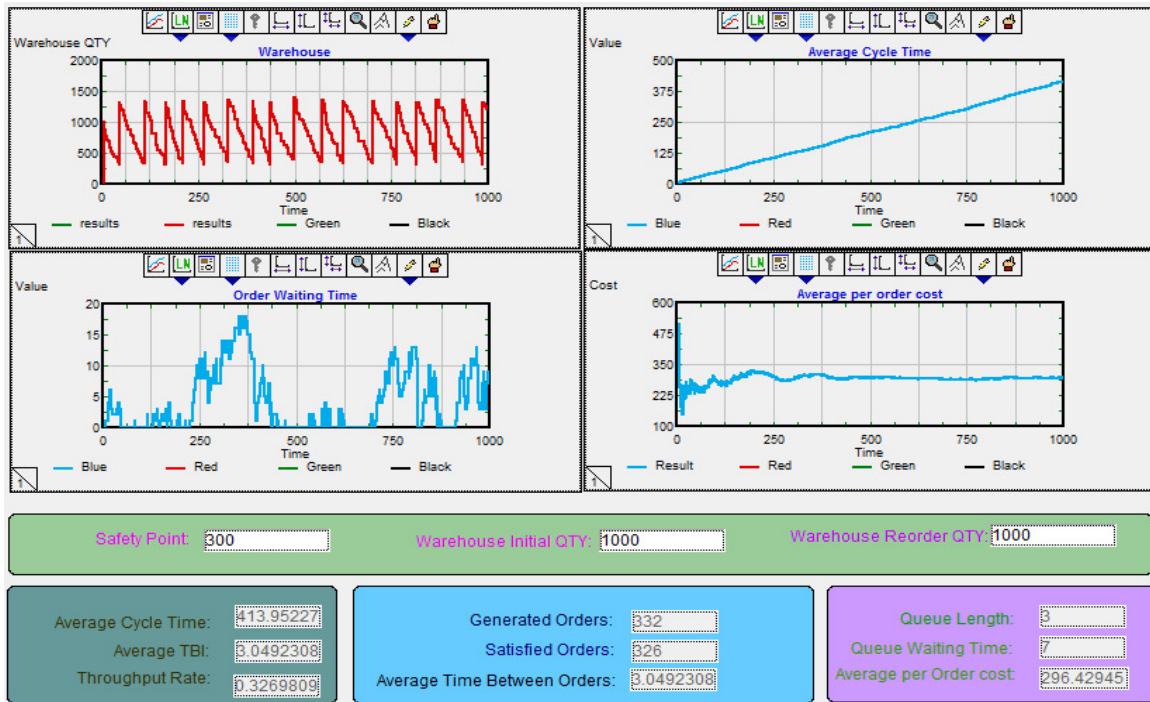 Warehouse QTY
Warehouse
2000
1500
1000
500
0
0 250 500 750 1000
Time
results results Green Black
1
Value
Average Cycle Time
500
375
250
125
0
0 250 500 750 1000
Time
Blue Red Green Black
1
Value
Order Waiting Time
20
15
10
5
0
0 250 500 750 1000
Time
Blue Red Green Black
1
Cost
Average per order cost
600
475
350
225
100
0 250 500 750 1000
Time
Result Red Green Black
1
Safety Point: 300 Warehouse Initial QTY: 1000 Warehouse Reorder QTY: 1000
Average Cycle Time: 413.95227
Average TBI: 3.0492308
Throughput Rate: 0.3269809
Generated Orders: 332
Satisfied Orders: 326
Average Time Between Orders: 3.0492308
Queue Length: 3
Queue Waiting Time: 7
Average per Order cost: 296.42945